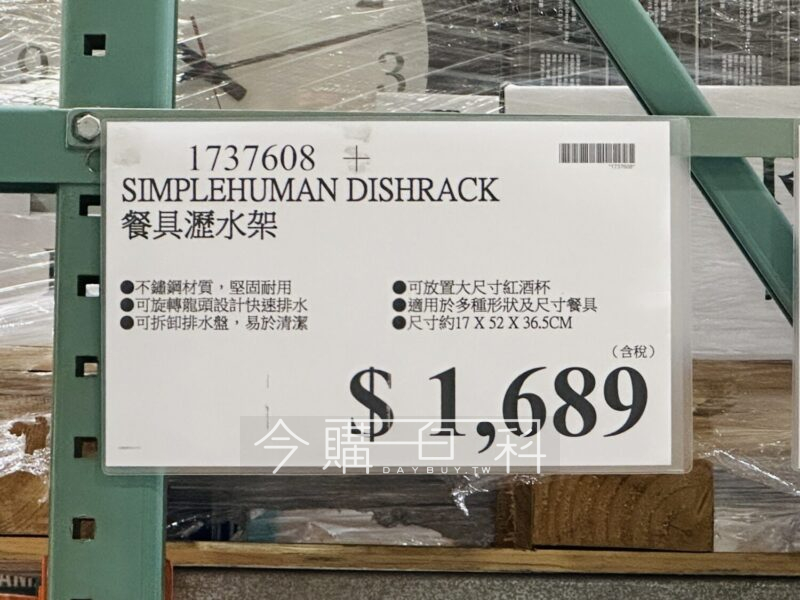 9
3
1737608 +
*1737608*
SIMPLEHUMAN DISHRACK
餐具瀝水架
●不鏽鋼材質，堅固耐用
●可旋轉龍頭設計快速排水
●可拆卸排水盤，易於清潔
●可放置大尺寸紅酒杯
●適用於多種形狀及尺寸餐具
●尺寸約17 X 52 X 36.5CM
(含稅)
$ 1,689
今購百科
DAYBUY.TW